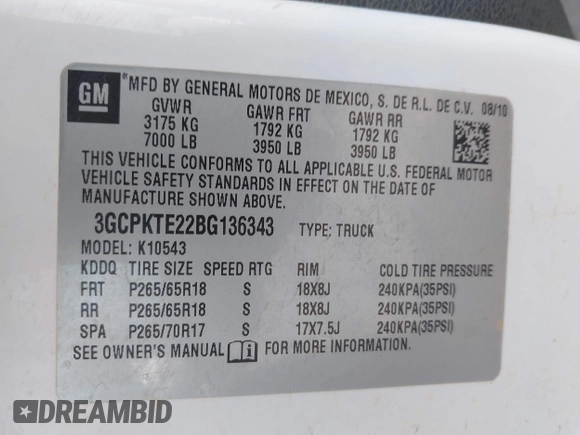 GM
*MFD BY GENERAL MOTORS DE MEXICO, S. DE R.L. DE C.V. 08/10
GVWR GAWR FRT GAWR RR
3175 KG 1792 KG 1792 KG
7000 LB 3950 LB 3950 LB
THIS VEHICLE CONFORMS TO ALL APPLICABLE U.S. FEDERAL MOTOR
VEHICLE SAFETY STANDARDS IN EFFECT ON THE DATE OF
MANUFACTURE SHOWN ABOVE.
3GCPKTE22BG136343 TYPE: TRUCK
MODEL: K10543
KDDQ TIRE SIZE SPEED RTG RIM COLD TIRE PRESSURE
FRT P265/65R18 S 18X8J 240KPA(35PSI)
RR P265/65R18 S 18X8J 240KPA(35PSI)
SPA P265/70R17 S 17X7.5J 240KPA(35PSI)
SEE OWNER'S MANUAL FOR MORE INFORMATION
DREAMBID